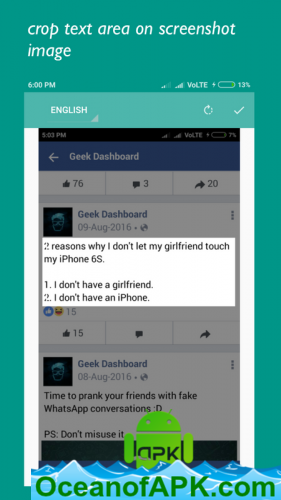 crop text area on screenshot
image
6:00 PM VoLTE 13%
ENGLISH
5:03 PM VoLTE 7%
Geek Dashboard
76 3 20
Geek Dashboard
09-Aug-2016
2 reasons why I don't let my girlfriend touch
my iPhone 6S.
1. I don't have a girlfriend.
2. I don't have an iPhone.
15
15
Geek Dashboard
08-Aug-2016
Time to prank your friends with fake
WhatsApp conversations :D
PS: Don't misuse it
apk
OceanofAPK.com